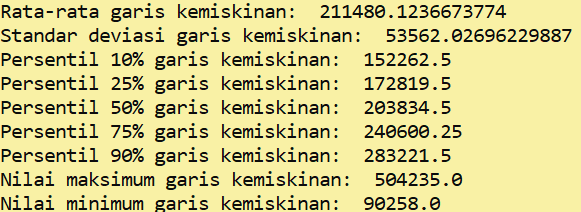 Rata-rata garis kemiskinan:  211480.1236673774
Standar deviasi garis kemiskinan:  53562.02696229887
Persentil 10% garis kemiskinan:  152262.5
Persentil 25% garis kemiskinan:  172819.5
Persentil 50% garis kemiskinan:  203834.5
Persentil 75% garis kemiskinan:  240600.25
Persentil 90% garis kemiskinan:  283221.5
Nilai maksimum garis kemiskinan:  504235.0
Nilai minimum garis kemiskinan:  90258.0